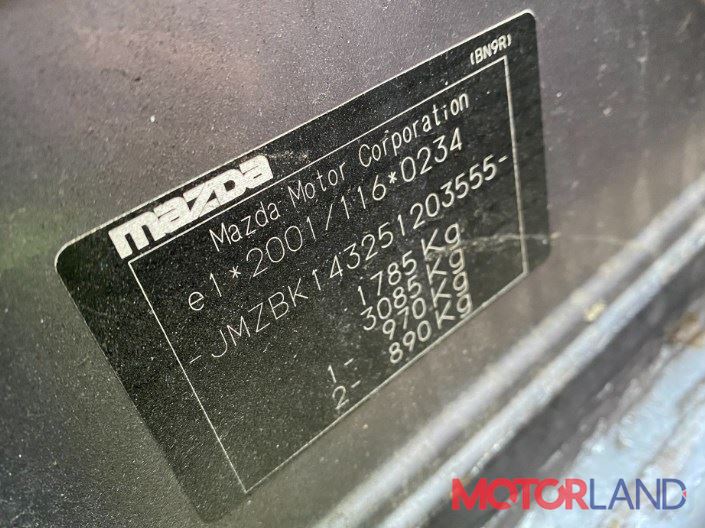 (BN9R)
mazda
Mazda Motor Corporation
e1*2001/116*0234
-JMZBK143251203555-
1785 Kg
3085 Kg
1- 970 Kg
2- 890 Kg
MOTORLAND